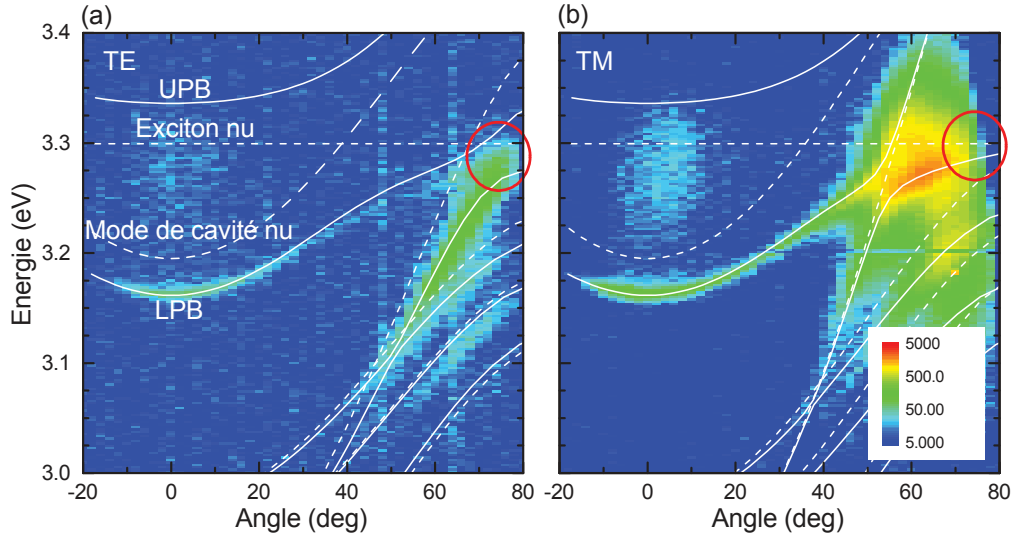 (a)
(b)
3.4
3.3
3.2
3.1
3.0
Energie (eV)
TE
UPB
Exciton nu
Mode de cavité nu
LPB
-20 0 20 40 60 80
Angle (deg)
TM
5000
500.0
50.00
5.000
-20 0 20 40 60 80
Angle (deg)